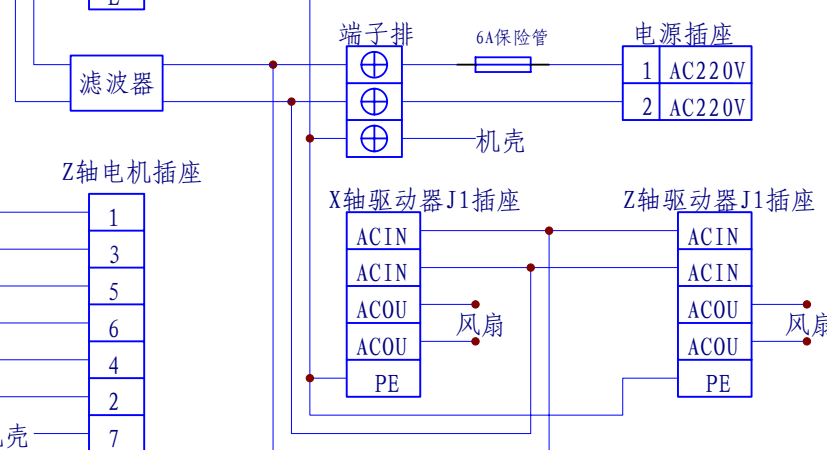 端子排
6A保险管
电源插座
滤波器
1 AC220V
2 AC220V
机壳
Z轴电机插座
1
3
5
6
4
2
7
壳
X轴驱动器J1插座
ACIN
ACIN
ACOU
ACOU
PE
风扇
Z轴驱动器J1插座
ACIN
ACIN
ACOU
ACOU
PE
风扇